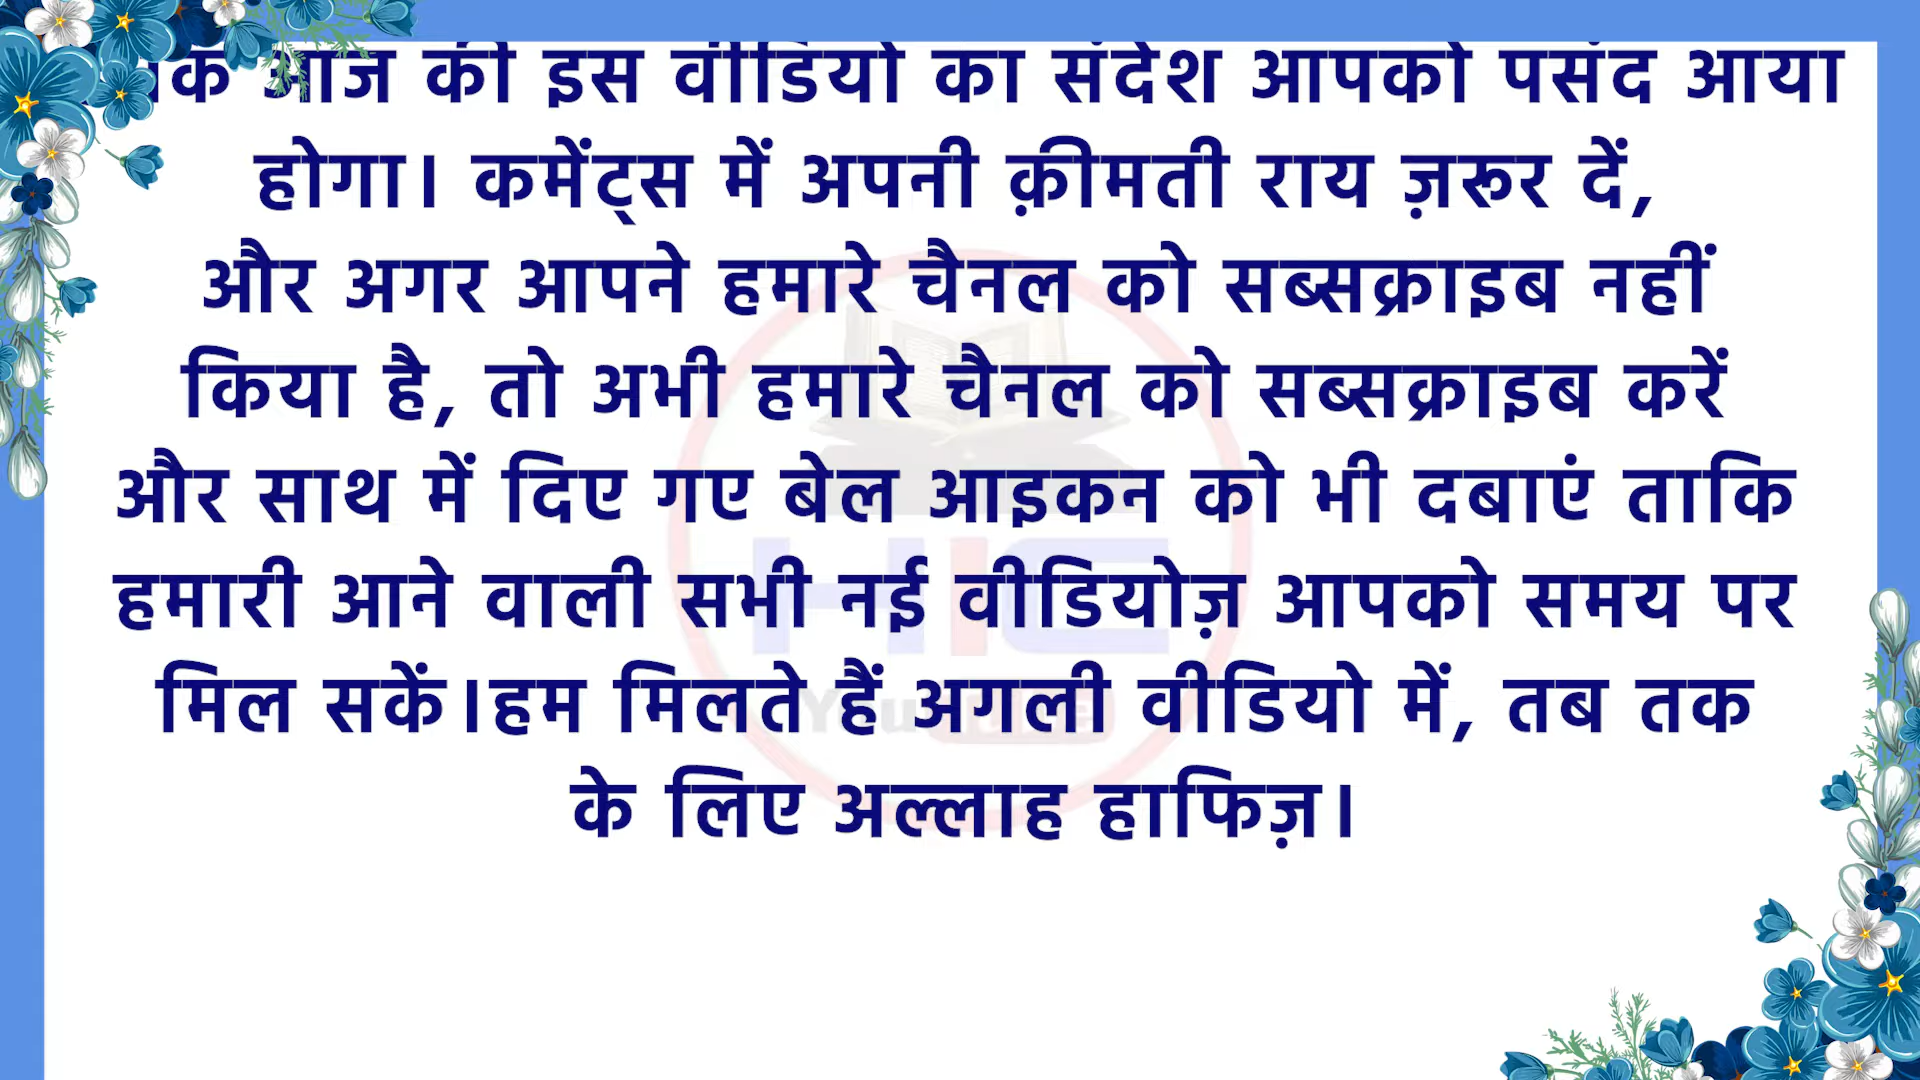 आज की इस वीडियो का संदेश आपको पसंद आया
होगा। कमेंट्स में अपनी क़ीमती राय ज़रूर दें,
और अगर आपने हमारे चैनल को सब्सक्राइब नहीं
किया है, तो अभी हमारे चैनल को सब्सक्राइब करें
और साथ में दिए गए बेल आइकन को भी दबाएं ताकि
हमारी आने वाली सभी नई वीडियोज़ आपको समय पर
मिल सकें।हम मिलते हैं अगली वीडियो में, तब तक
के लिए अल्लाह हाफिज़।
HIC
YouTube